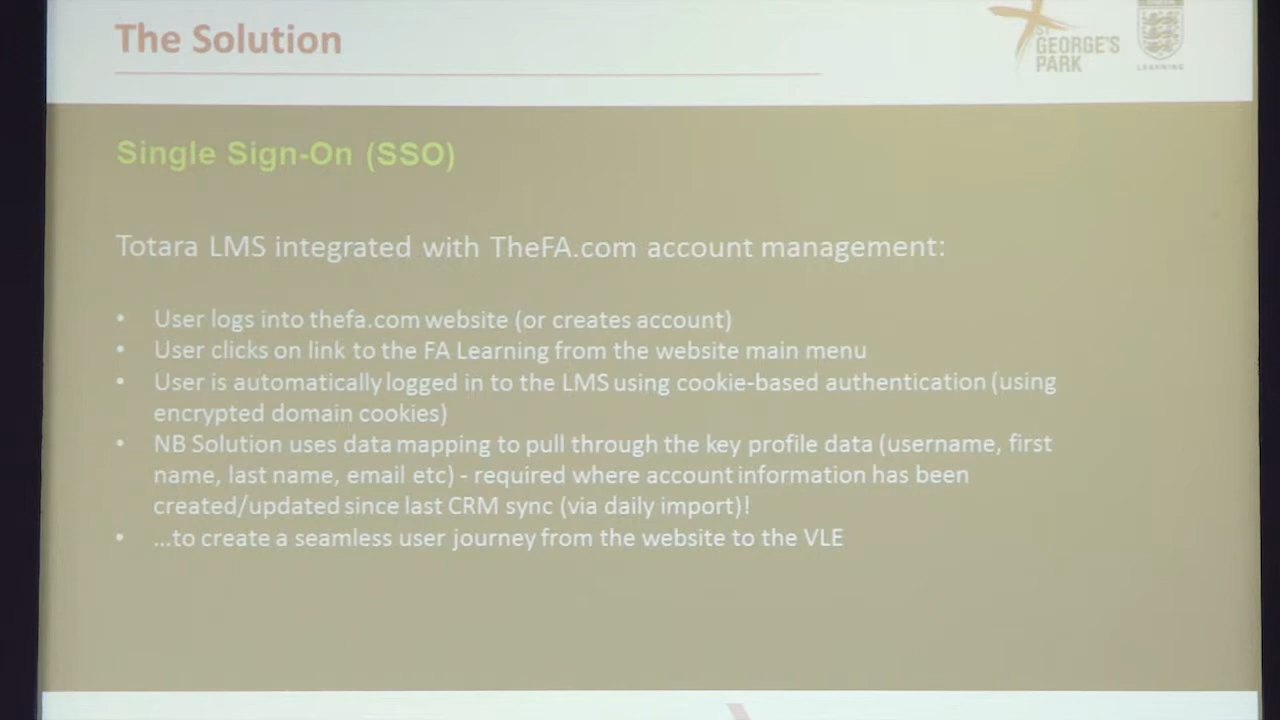 The Solution
ST
GEORGE'S
PARK
LEARNING
Single Sign-On (SSO)
Totara LMS integrated with TheFA.com account management:
• User logs into thefa.com website (or creates account)
• User clicks on link to the FA Learning from the website main menu
• User is automatically logged in to the LMS using cookie-based authentication (using
encrypted domain cookies)
• NB Solution uses data mapping to pull through the key profile data (username, first
name, last name, email etc) - required where account information has been
created/updated since last CRM sync (via daily import)!
• ...to create a seamless user journey from the website to the VLE